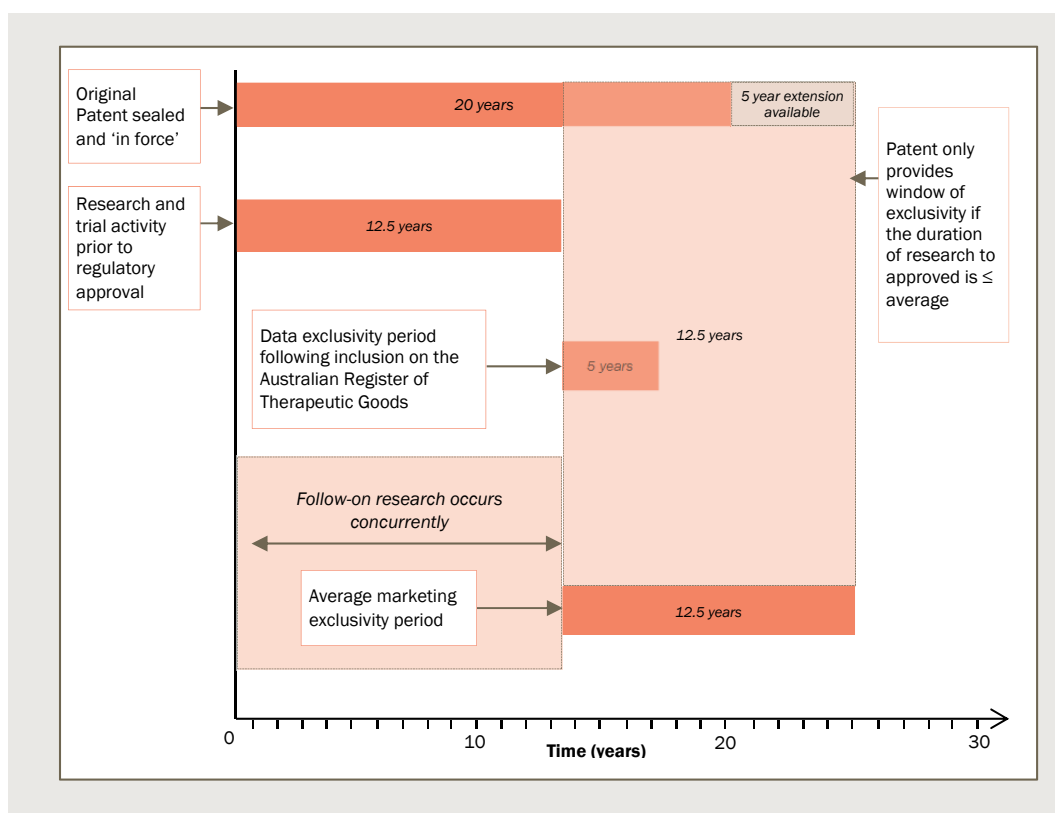 Original
Patent sealed
and ‘in force’
20 years
5 year extension
available
Patent only
provides
window of
exclusivity if
the duration
of research to
approved is ≤
average
Research and
trial activity
prior to
regulatory
approval
12.5 years
Data exclusivity period
following inclusion on the
Australian Register of
Therapeutic Goods
5 years
12.5 years
Follow-on research occurs
concurrently
Average marketing
exclusivity period
12.5 years
0
10
20
30
Time (years)